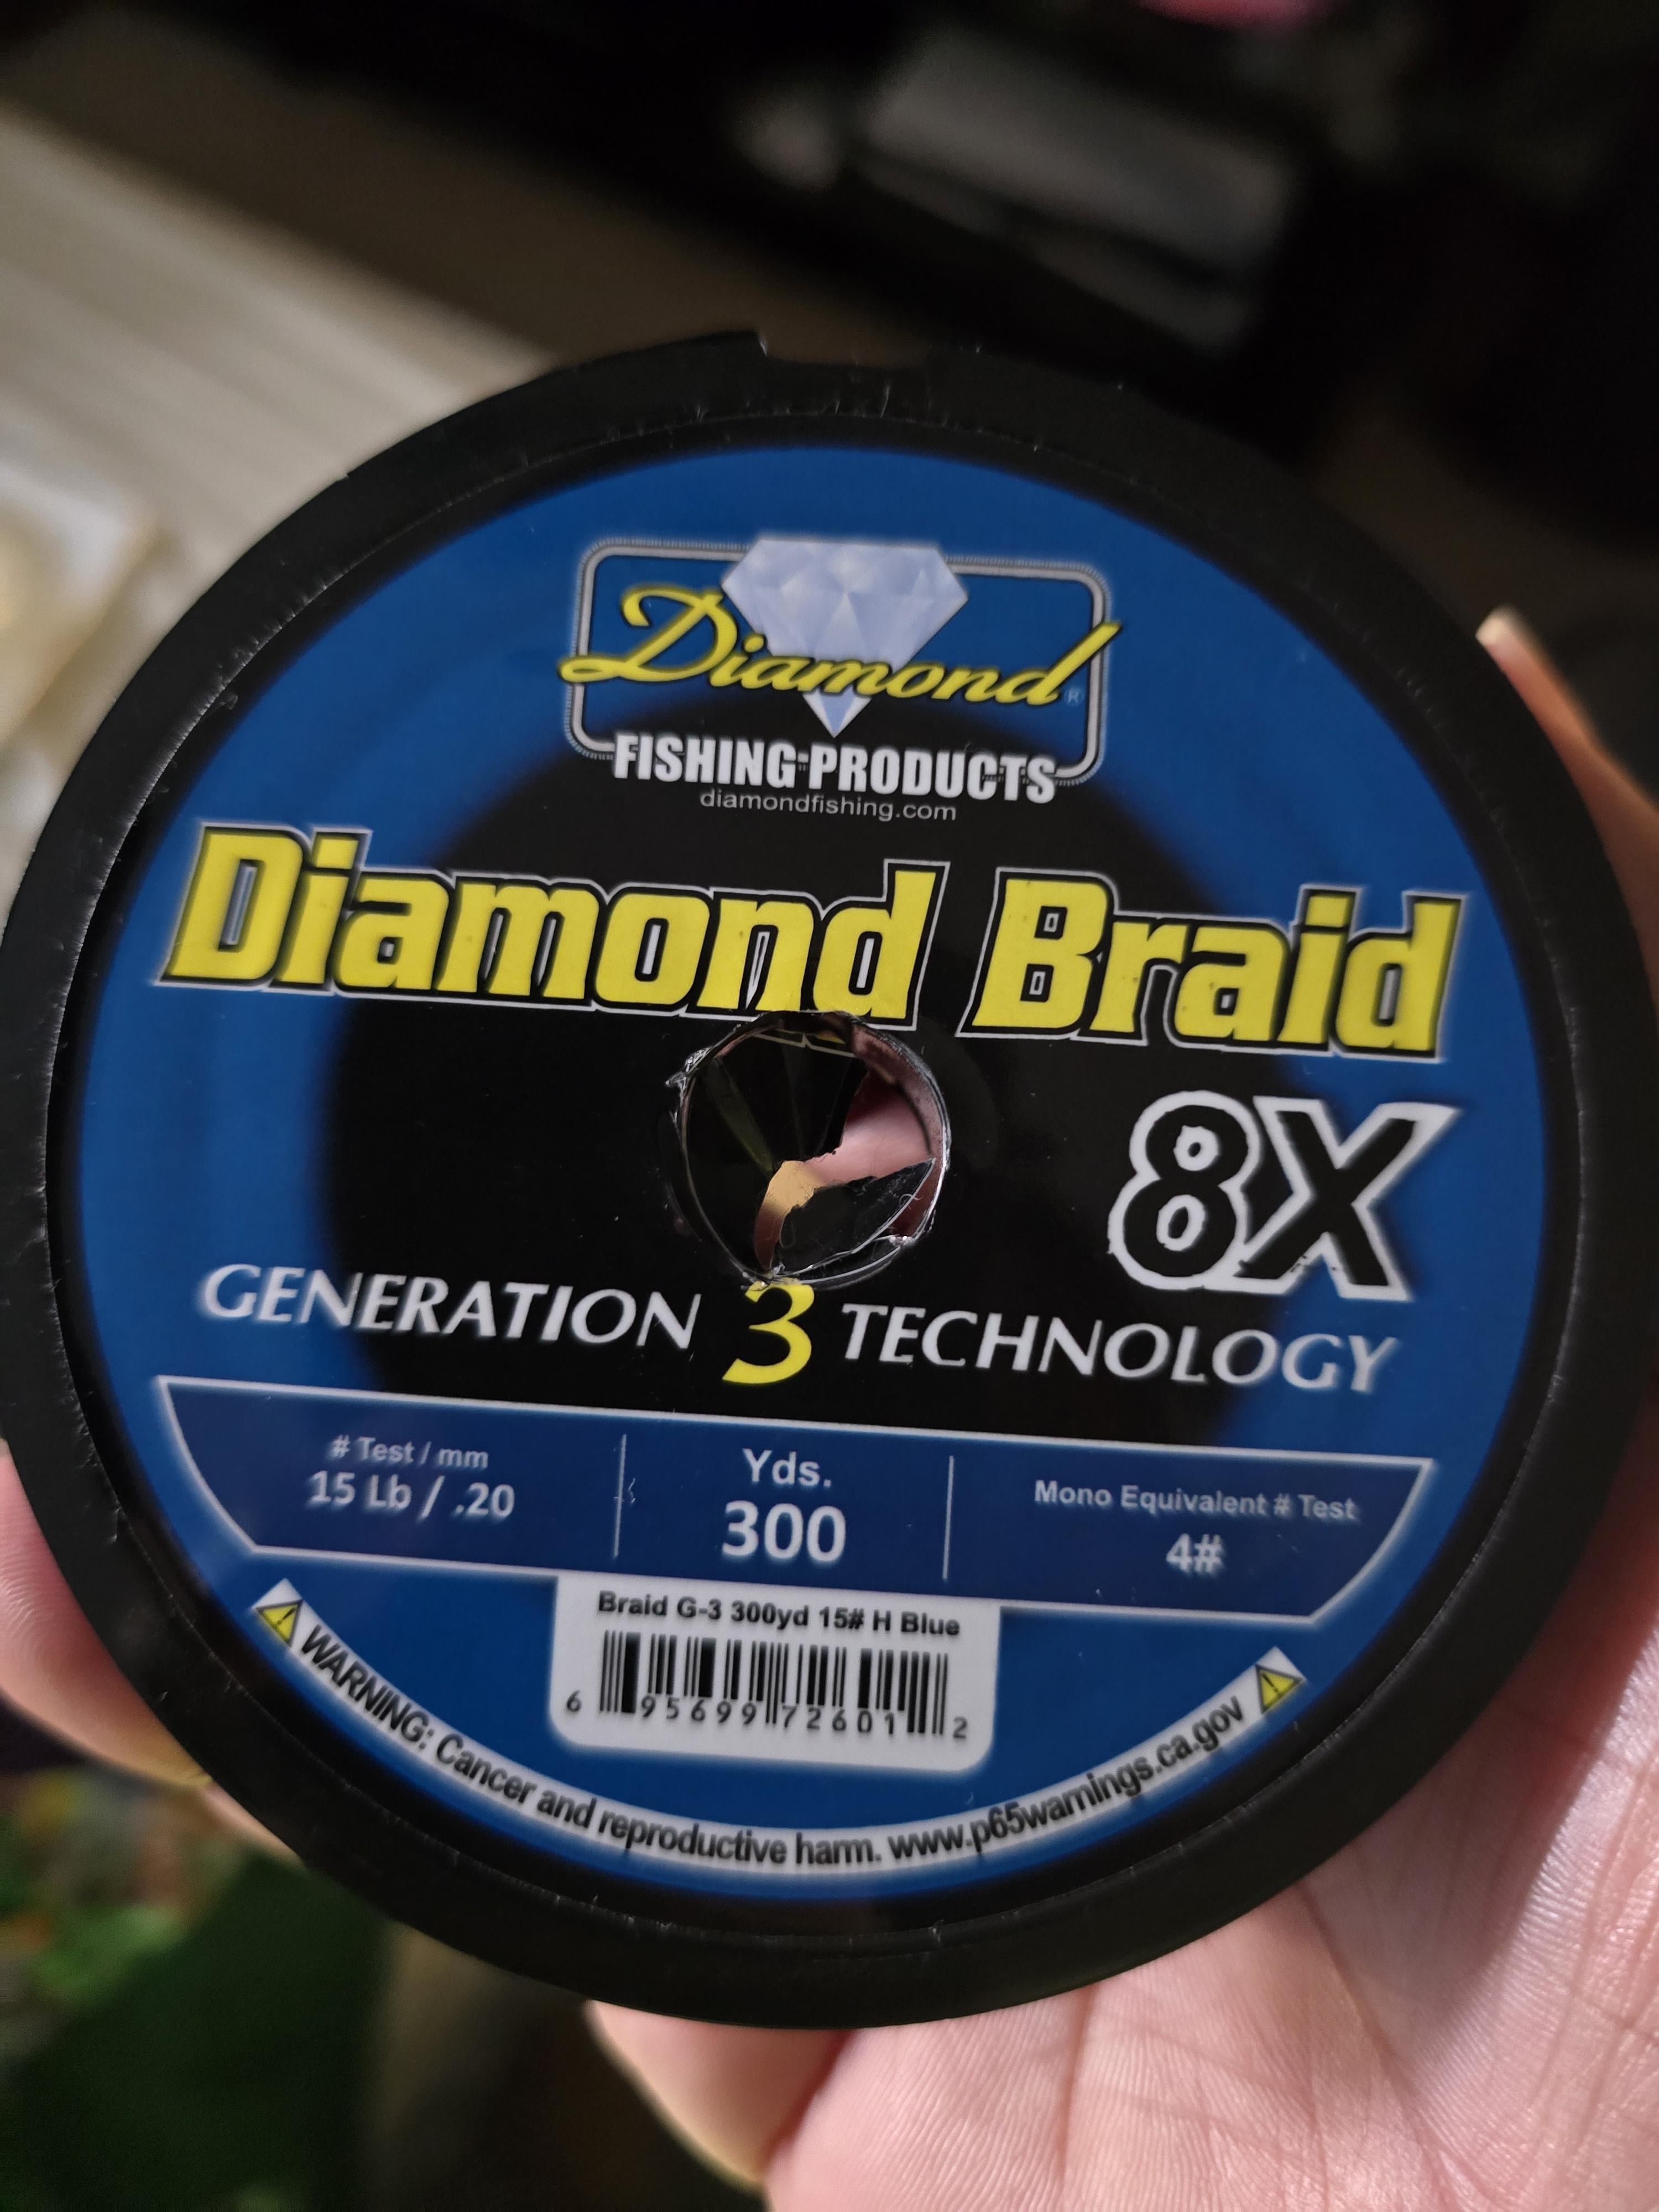 Diamond®
FISHING PRODUCTS
diamondfishing.com
Diamond Braid
8X
GENERATION 3 TECHNOLOGY
# Test / mm
15 Lb / .20
Yds.
300
Mono Equivalent # Test
4#
Braid G-3 300yd 15# H Blue
6 95699 72601 2
WARNING: Cancer and reproductive harm. www.p65warnings.ca.gov